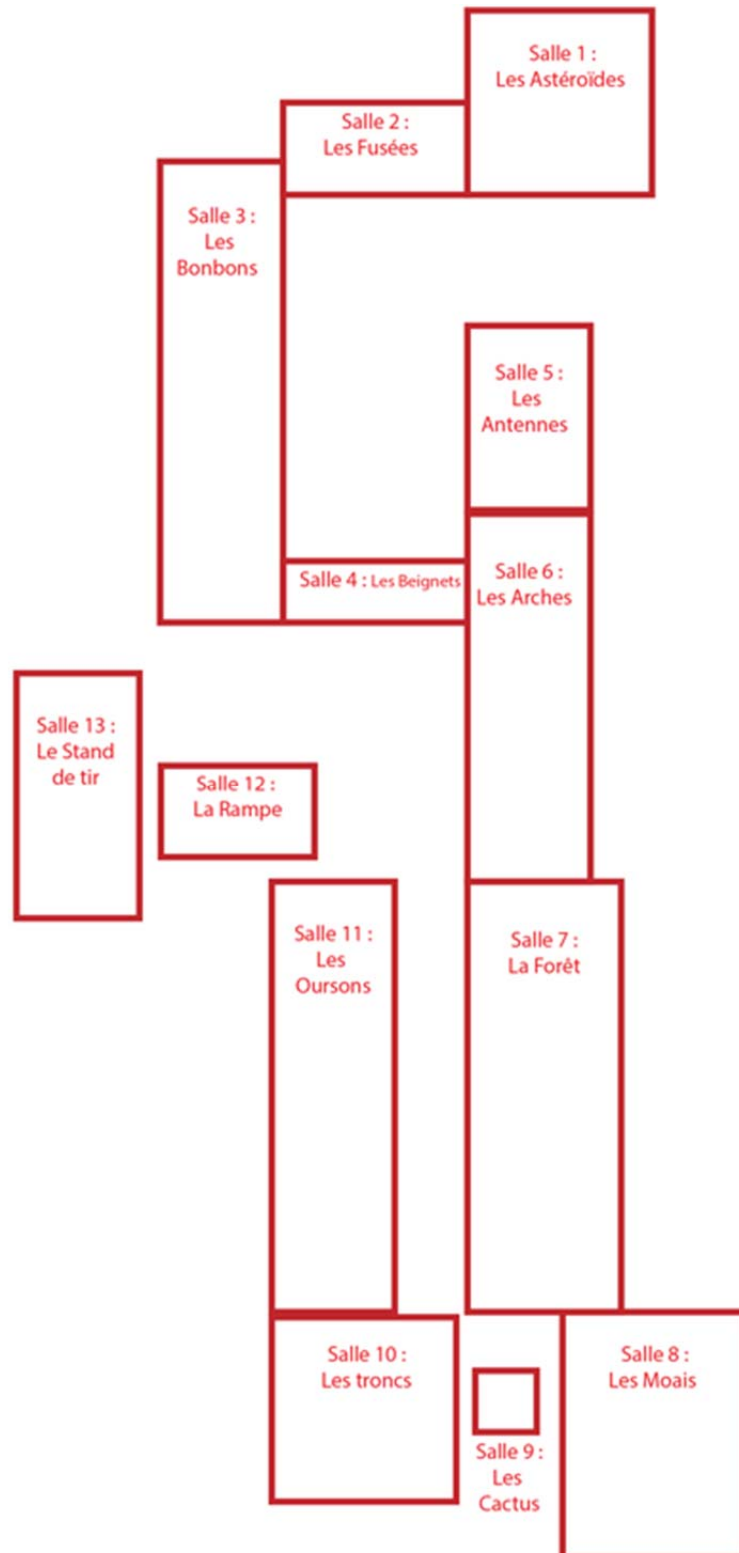 Salle 1 :
Les Astéroïdes
Salle 2 :
Les Fusées
Salle 3 :
Les
Bonbons
Salle 5 :
Les
Antennes
Salle 4 : Les Beignets
Salle 6 :
Les Arches
Salle 13 :
Le Stand
de tir
Salle 12 :
La Rampe
Salle 11 :
Les
Oursons
Salle 7 :
La Forêt
Salle 10 :
Les troncs
Salle 8 :
Les Moais
Salle 9 :
Les
Cactus